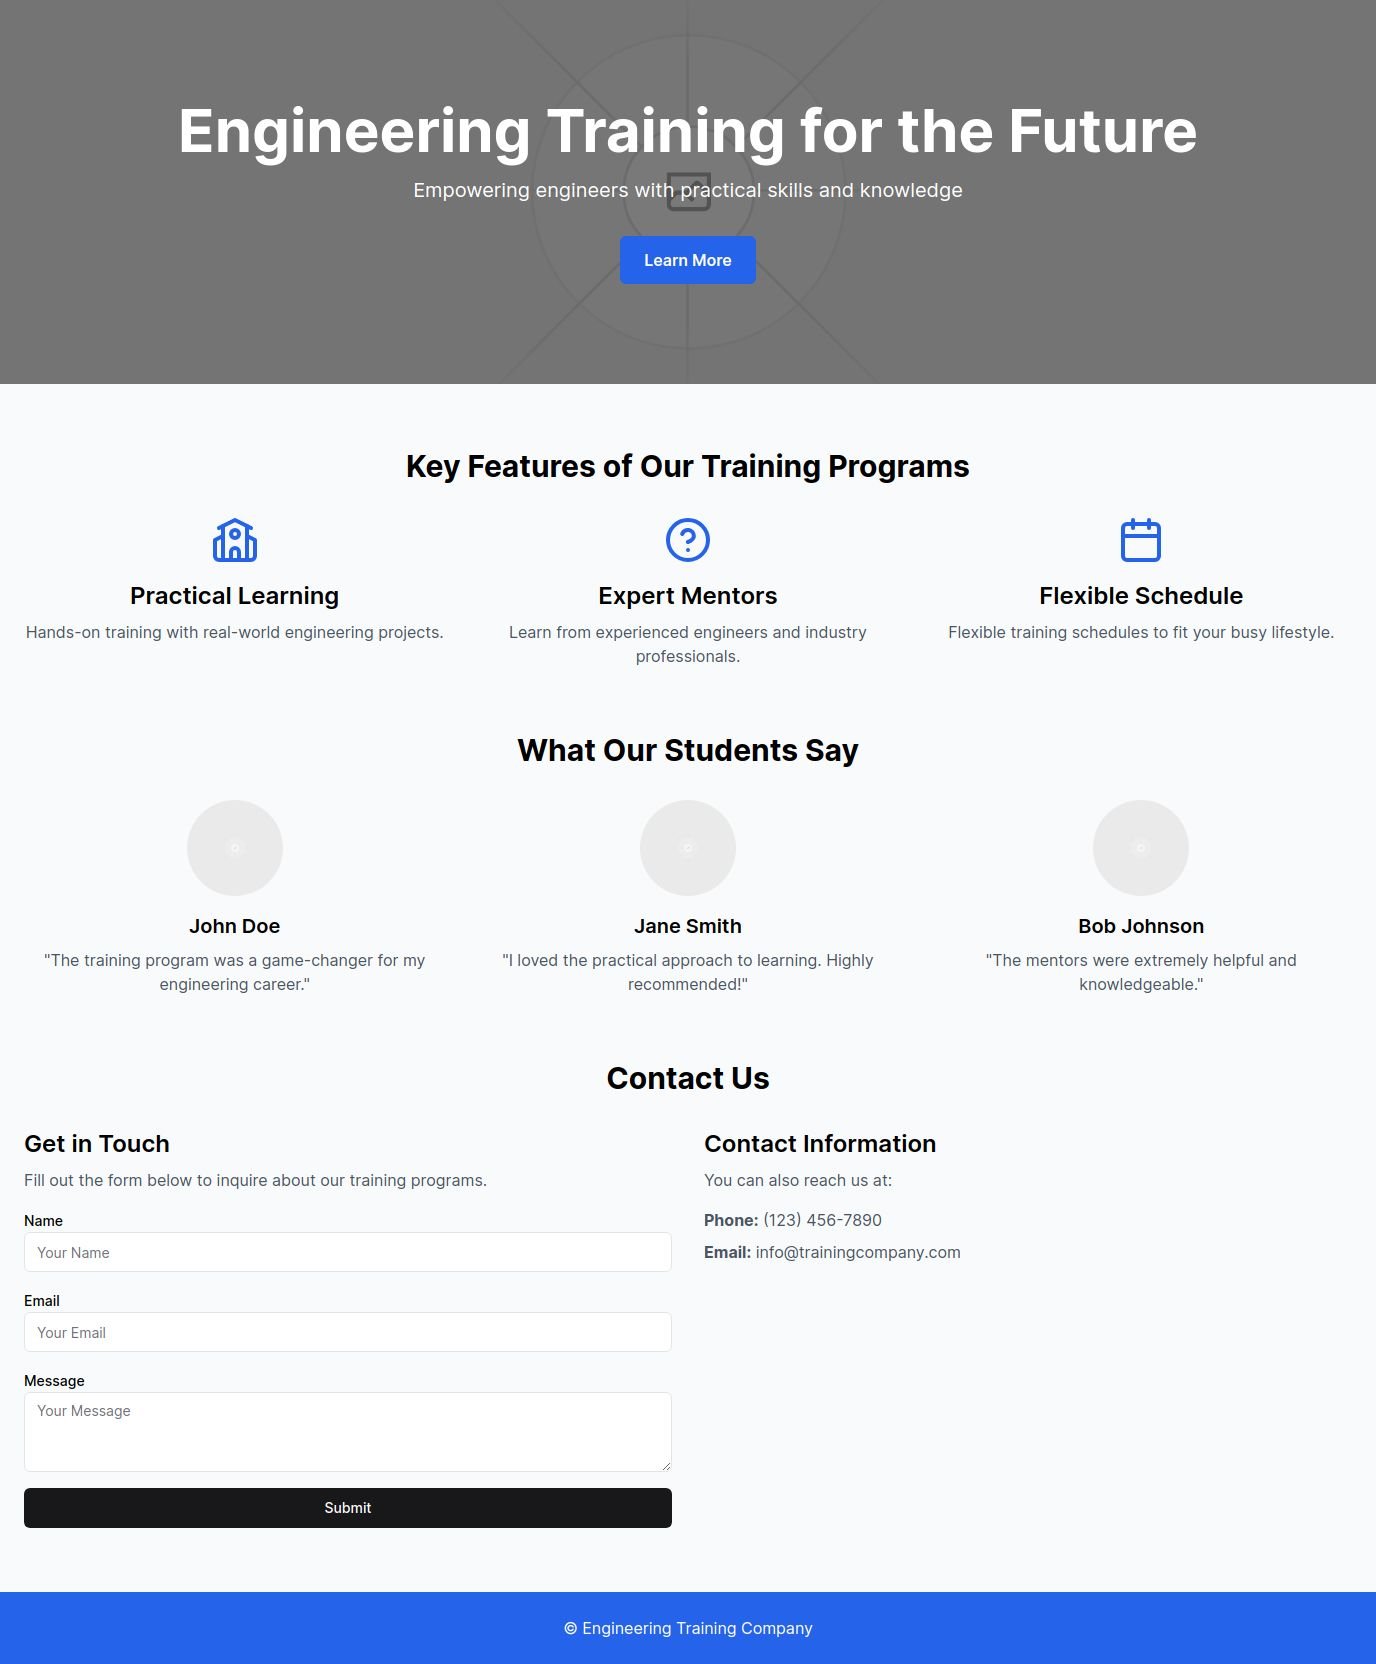 Engineering Training for the Future
Empowering engineers with practical skills and knowledge
Learn More
Key Features of Our Training Programs
Practical Learning
Hands-on training with real-world engineering projects.
Expert Mentors
Learn from experienced engineers and industry
professionals.
Flexible Schedule
Flexible training schedules to fit your busy lifestyle.
What Our Students Say
John Doe
"The training program was a game-changer for my
engineering career."
Jane Smith
"I loved the practical approach to learning. Highly
recommended!"
Bob Johnson
"The mentors were extremely helpful and
knowledgeable."
Contact Us
Get in Touch
Fill out the form below to inquire about our training programs.
Name
Your Name
Email
Your Email
Message
Your Message
Submit
Contact Information
You can also reach us at:
Phone: (123) 456-7890
Email: info@trainingcompany.com
© Engineering Training Company